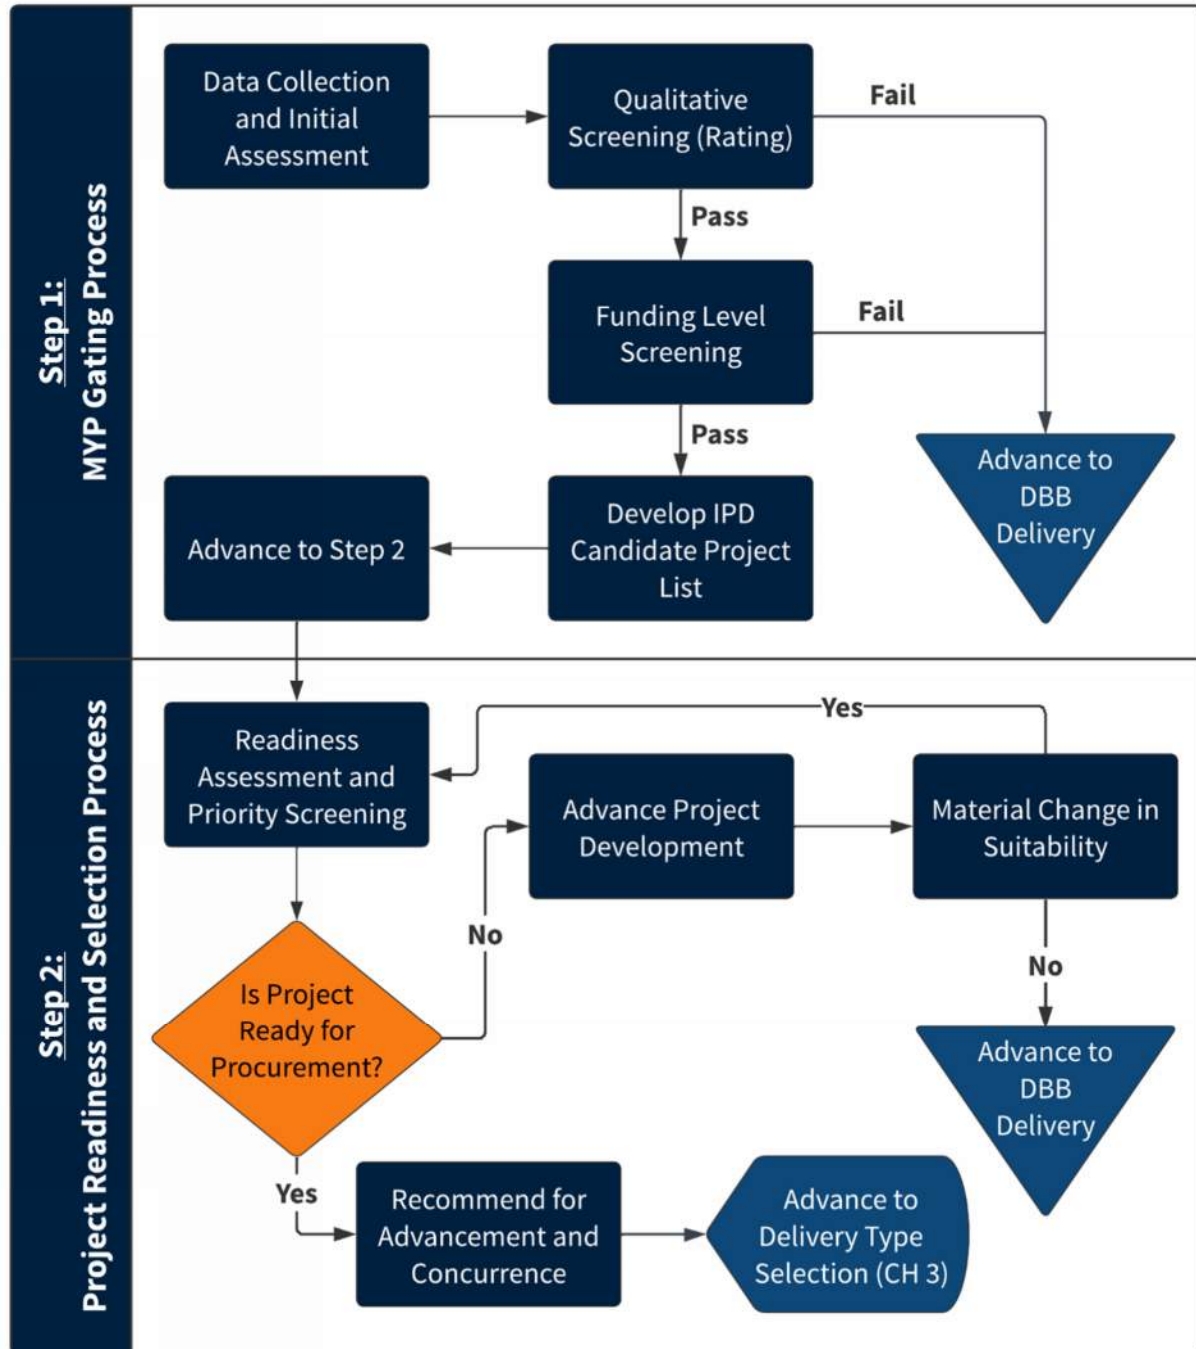 Step 1:
MYP Gating Process
Data Collection
and Initial
Assessment
Qualitative
Screening (Rating)
Fail
Pass
Funding Level
Screening
Fail
Pass
Advance to
DBB
Delivery
Develop IPD
Candidate Project
List
Advance to Step 2
Step 2:
Project Readiness and Selection Process
Readiness
Assessment and
Priority Screening
Yes
Advance Project
Development
Material Change in
Suitability
No
No
Is Project
Ready for
Procurement?
Advance to
DBB
Delivery
Yes
Recommend for
Advancement and
Concurrence
Advance to
Delivery Type
Selection (CH 3)